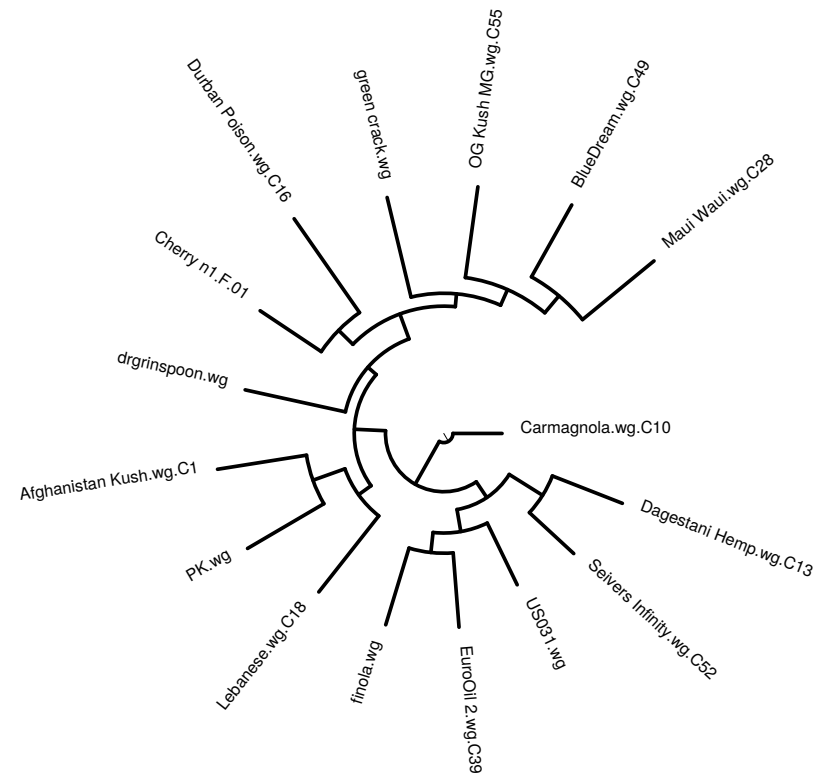 OG Kush MG.wg.C55
BlueDream.wg.C49
green crack.wg
Durban Poison.wg.C16
Maui Waui.wg.C28
Cherry n1.F.01
drgrinspoon.wg
Carmagnola.wg.C10
Afghanistan Kush.wg.C1
Dagestani Hemp.wg.C13
PK.wg
Seivers Infinity.wg.C52
Lebanese.wg.C18
US031.wg
finola.wg
EuroOil 2.wg.C39